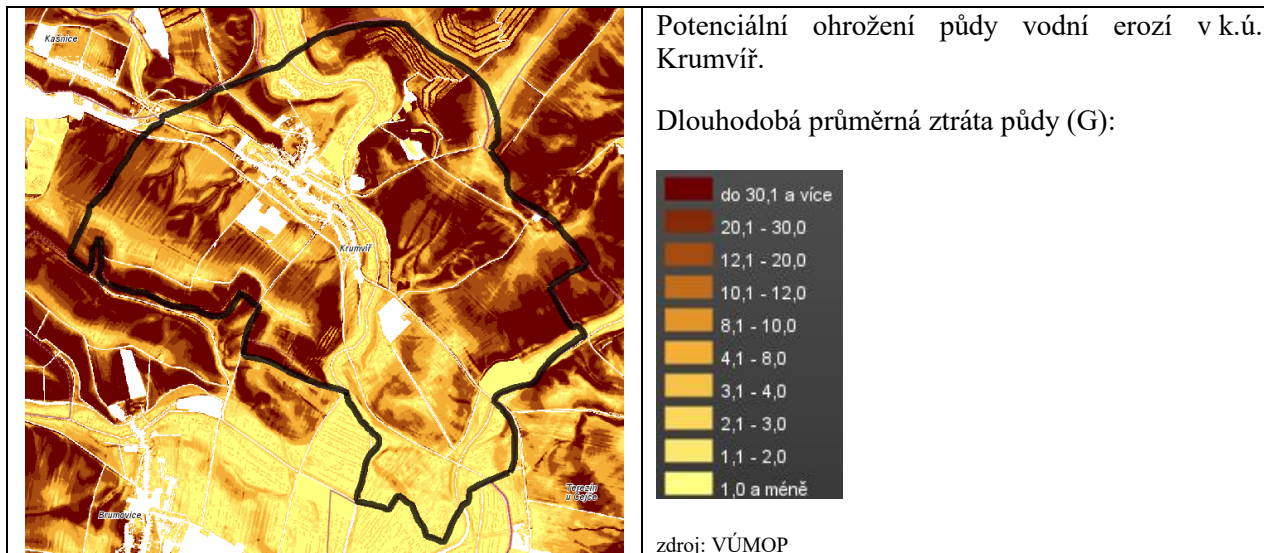 Kašnice
Krumvíř
Brumovice
Terezín
u Čejče
Potenciální ohrožení půdy vodní erozí v k.ú.
Krumvíř.
Dlouhodobá průměrná ztráta půdy (G):
do 30,1 a více
20,1 - 30,0
12,1 - 20,0
10,1 - 12,0
8,1 - 10,0
4,1 - 8,0
3,1 - 4,0
2,1 - 3,0
1,1 - 2,0
1,0 a méně
zdroj: VÚMOP